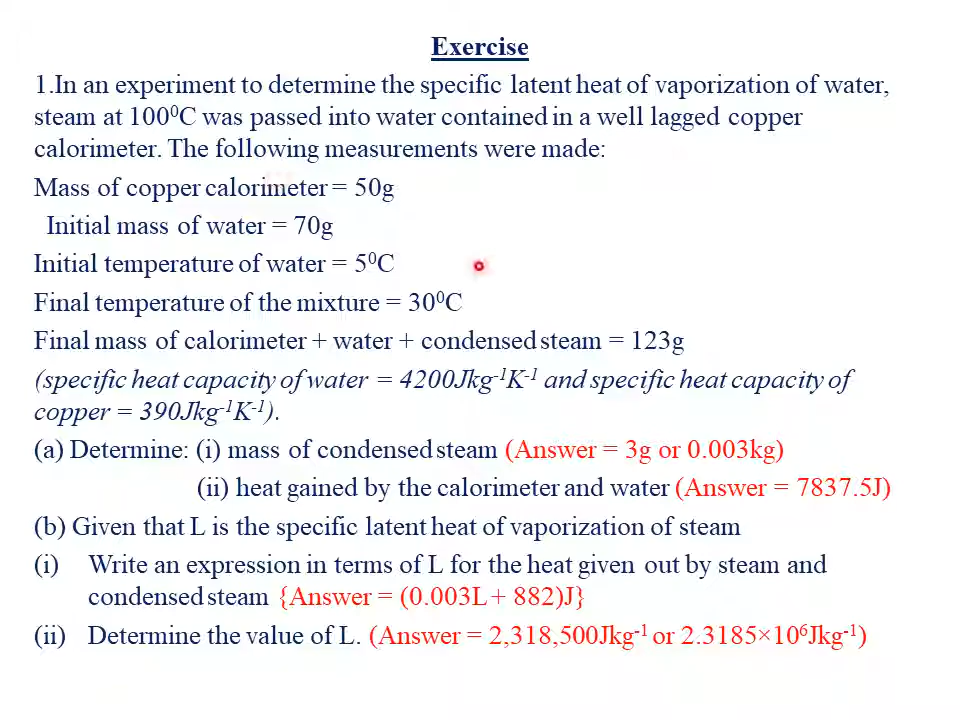 Exercise
1.In an experiment to determine the specific latent heat of vaporization of water,
steam at 100⁰C was passed into water contained in a well lagged copper
calorimeter. The following measurements were made:
Mass of copper calorimeter = 50g
Initial mass of water = 70g
Initial temperature of water = 5⁰C
Final temperature of the mixture = 30⁰C
Final mass of calorimeter + water + condensed steam = 123g
(specific heat capacity of water = 4200Jkg⁻¹K⁻¹ and specific heat capacity of
copper = 390Jkg⁻¹K⁻¹).
(a) Determine: (i) mass of condensed steam (Answer = 3g or 0.003kg)
(ii) heat gained by the calorimeter and water (Answer = 7837.5J)
(b) Given that L is the specific latent heat of vaporization of steam
(i) Write an expression in terms of L for the heat given out by steam and
condensed steam {Answer = (0.003L + 882)J}
(ii) Determine the value of L. (Answer = 2,318,500Jkg⁻¹ or 2.3185×10⁶Jkg⁻¹)